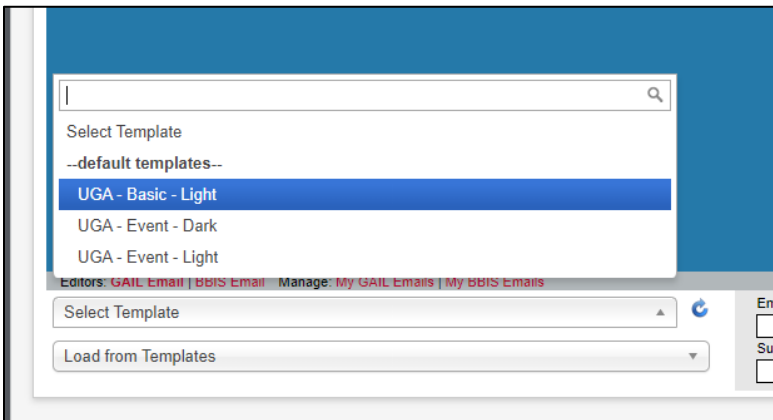 Select Template
--default templates--
UGA - Basic - Light
UGA - Event - Dark
UGA - Event - Light
Editors: GAIL Email | BBIS Email Manage: My GAIL Emails | My BBIS Emails
Select Template
Em
Load from Templates
Su